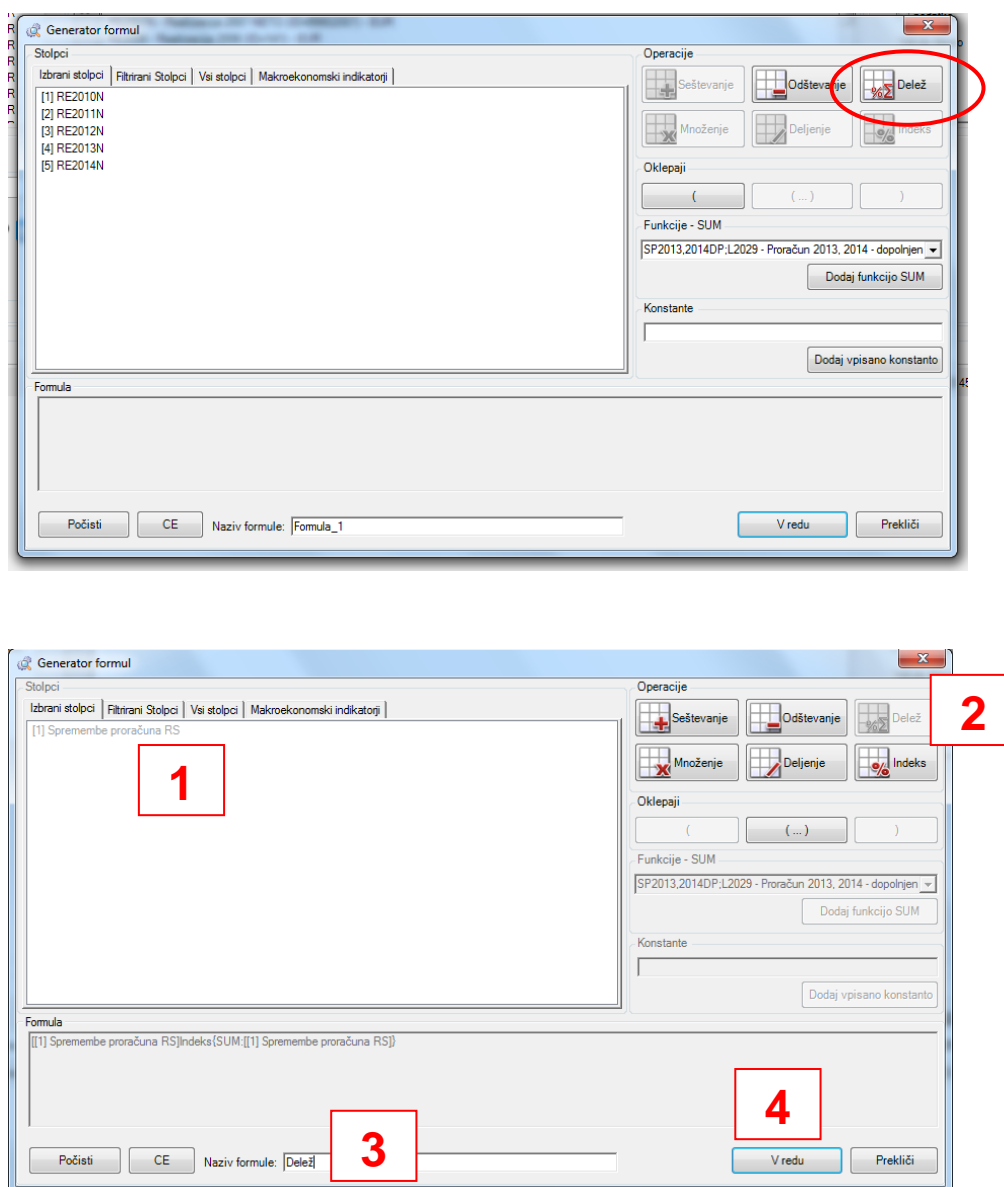 Generator formul
Stolpci
Izbrani stolpci Filtrirani Stolpci Vsi stolpci Makroekonomski indikatorji
[1] RE2010N
[2] RE2011N
[3] RE2012N
[4] RE2013N
[5] RE2014N
Operacije
Seštevanje Odštevanje Delež
Množenje Deljenje Indeks
Oklepaji
( (...) )
Funkcije - SUM
SP2013,2014DP;L2029 - Proračun 2013, 2014 - dopolnjen
Dodaj funkcijo SUM
Konstante
Dodaj vpisano konstanto
Formula
Počisti CE Naziv formule: Formula_1 V redu Prekliči
Generator formul
Stolpci
Izbrani stolpci Filtrirani Stolpci Vsi stolpci Makroekonomski indikatorji
[1] Spremembe proračuna RS
1
Operacije
2
Seštevanje Odštevanje Delež
Množenje Deljenje Indeks
Oklepaji
( (...) )
Funkcije - SUM
SP2013,2014DP;L2029 - Proračun 2013, 2014 - dopolnjen
Dodaj funkcijo SUM
Konstante
Dodaj vpisano konstanto
Formula
[[1] Spremembe proračuna RS]Indeks{SUM:[[1] Spremembe proračuna RS]}
4
3
Počisti CE Naziv formule: Delež V redu Prekliči